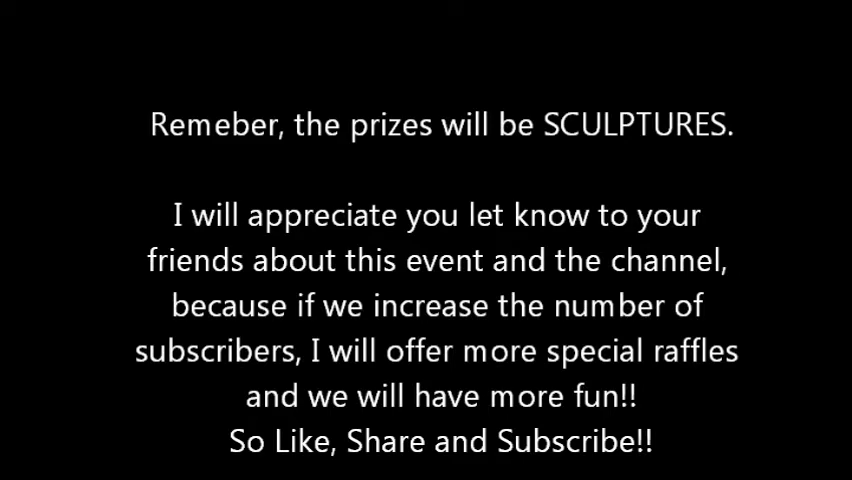 Remeber, the prizes will be SCULPTURES.
I will appreciate you let know to your
friends about this event and the channel,
because if we increase the number of
subscribers, I will offer more special raffles
and we will have more fun!!
So Like, Share and Subscribe!!